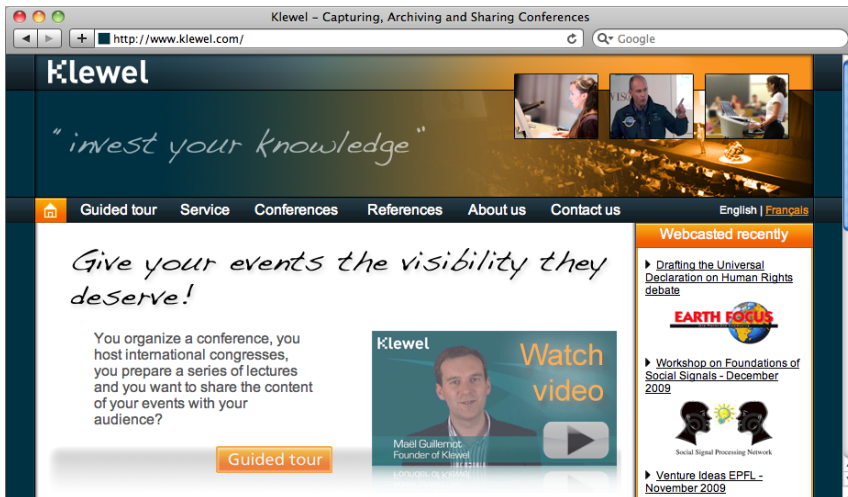 Klewel – Capturing, Archiving and Sharing Conferences
http://www.klewel.com/
Google
Klewel
"invest your knowledge"
Guided tour Service Conferences References About us Contact us English | Français
Give your events the visibility they
deserve!
You organize a conference, you
host international congresses,
you prepare a series of lectures
and you want to share the content
of your events with your
audience?
Guided tour
Klewel
Watch
video
Maël Guillemot
Founder of Klewel
Webcasted recently
Drafting the Universal
Declaration on Human Rights
debate
EARTH FOCUS
Workshop on Foundations of
Social Signals - December
2009
Social Signal Processing Network
Venture Ideas EPFL -
November 2009